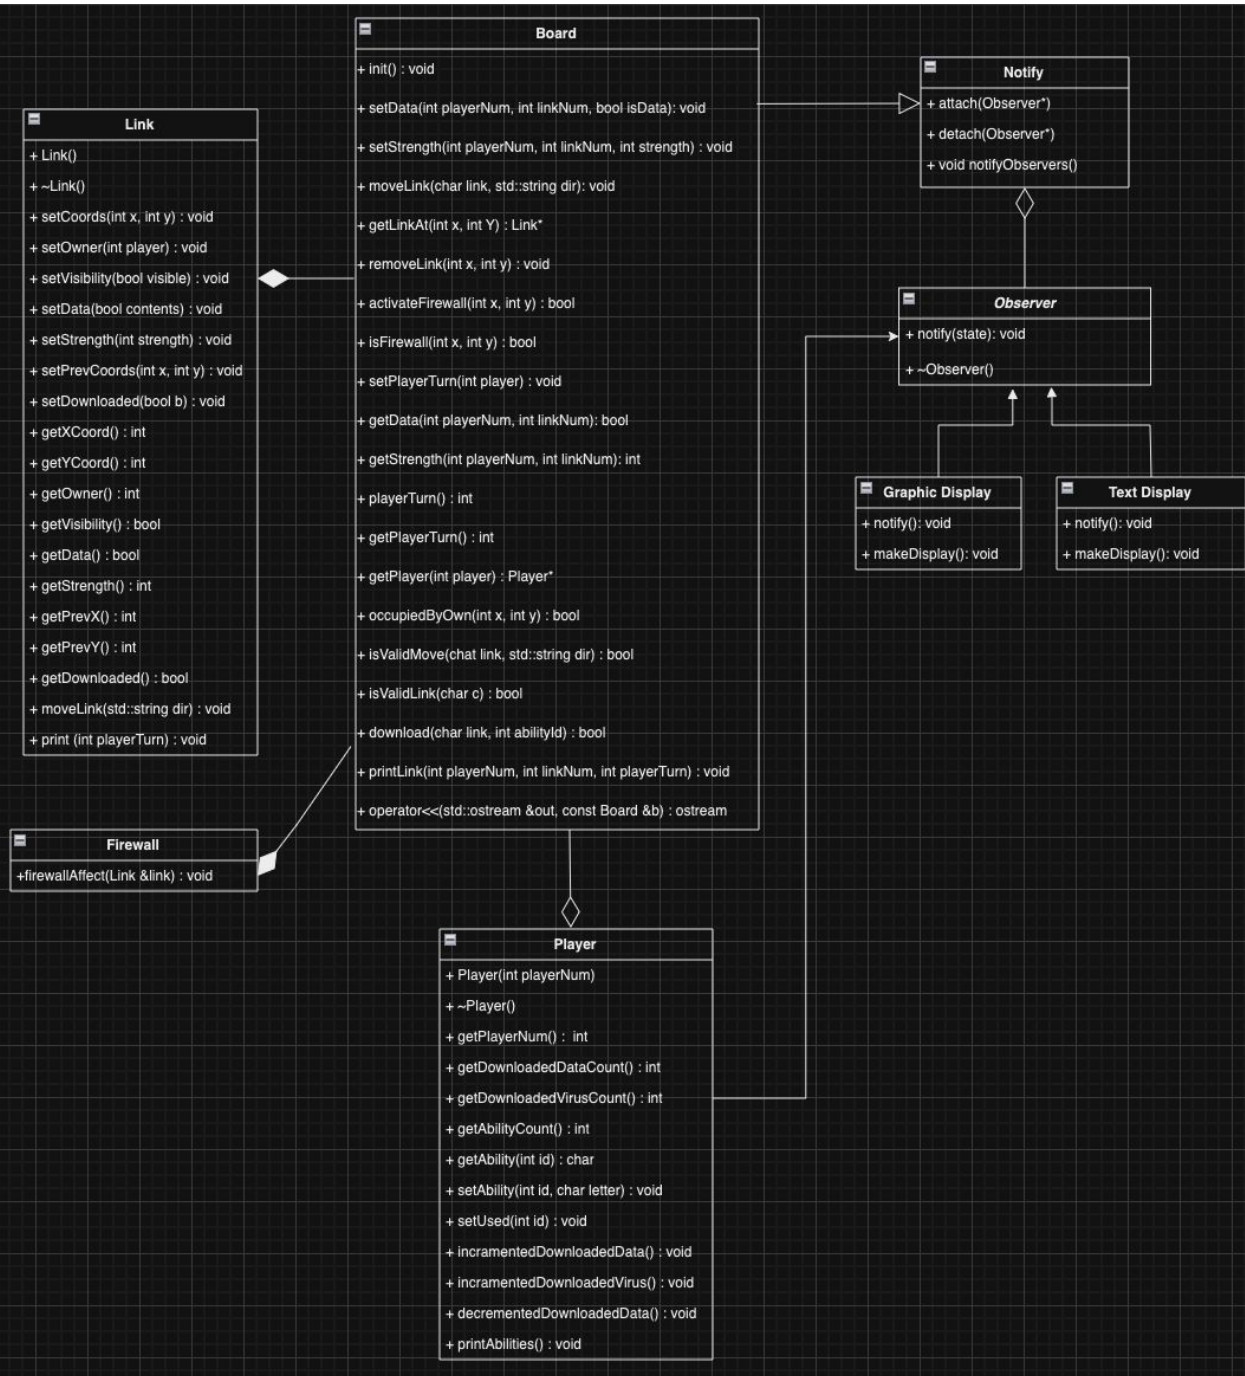 Board
+ init() : void
+ setData(int playerNum, int linkNum, bool isData): void
+ setStrength(int playerNum, int linkNum, int strength) : void
+ moveLink(char link, std::string dir): void
+ getLinkAt(int x, int Y) : Link*
+ removeLink(int x, int y) : void
+ activateFirewall(int x, int y) : bool
+ isFirewall(int x, int y) : bool
+ setPlayerTurn(int player) : void
+ getData(int playerNum, int linkNum): bool
+ getStrength(int playerNum, int linkNum): int
+ playerTurn() : int
+ getPlayerTurn() : int
+ getPlayer(int player) : Player*
+ occupiedByOwn(int x, int y) : bool
+ isValidMove(chat link, std::string dir) : bool
+ isValidLink(char c) : bool
+ download(char link, int abilityId) : bool
+ printLink(int playerNum, int linkNum, int playerTurn) : void
+ operator<<(std::ostream &out, const Board &b) : ostream
Notify
+ attach(Observer*)
+ detach(Observer*)
+ void notifyObservers()
Link
+ Link()
+ ~Link()
+ setCoords(int x, int y) : void
+ setOwner(int player) : void
+ setVisibility(bool visible) : void
+ setData(bool contents) : void
+ setStrength(int strength) : void
+ setPrevCoords(int x, int y) : void
+ setDownloaded(bool b) : void
+ getXCoord() : int
+ getYCoord() : int
+ getOwner() : int
+ getVisibility() : bool
+ getData() : bool
+ getStrength() : int
+ getPrevX() : int
+ getPrevY() : int
+ getDownloaded() : bool
+ moveLink(std::string dir) : void
+ print (int playerTurn) : void
Observer
+ notify(state): void
+ ~Observer()
Graphic Display
+ notify(): void
+ makeDisplay(): void
Text Display
+ notify(): void
+ makeDisplay(): void
Firewall
+firewallAffect(Link &link) : void
Player
+ Player(int playerNum)
+ ~Player()
+ getPlayerNum() : int
+ getDownloadedDataCount() : int
+ getDownloadedVirusCount() : int
+ getAbilityCount() : int
+ getAbility(int id) : char
+ setAbility(int id, char letter) : void
+ setUsed(int id) : void
+ incramentedDownloadedData() : void
+ incramentedDownloadedVirus() : void
+ decrementedDownloadedData() : void
+ printAbilities() : void